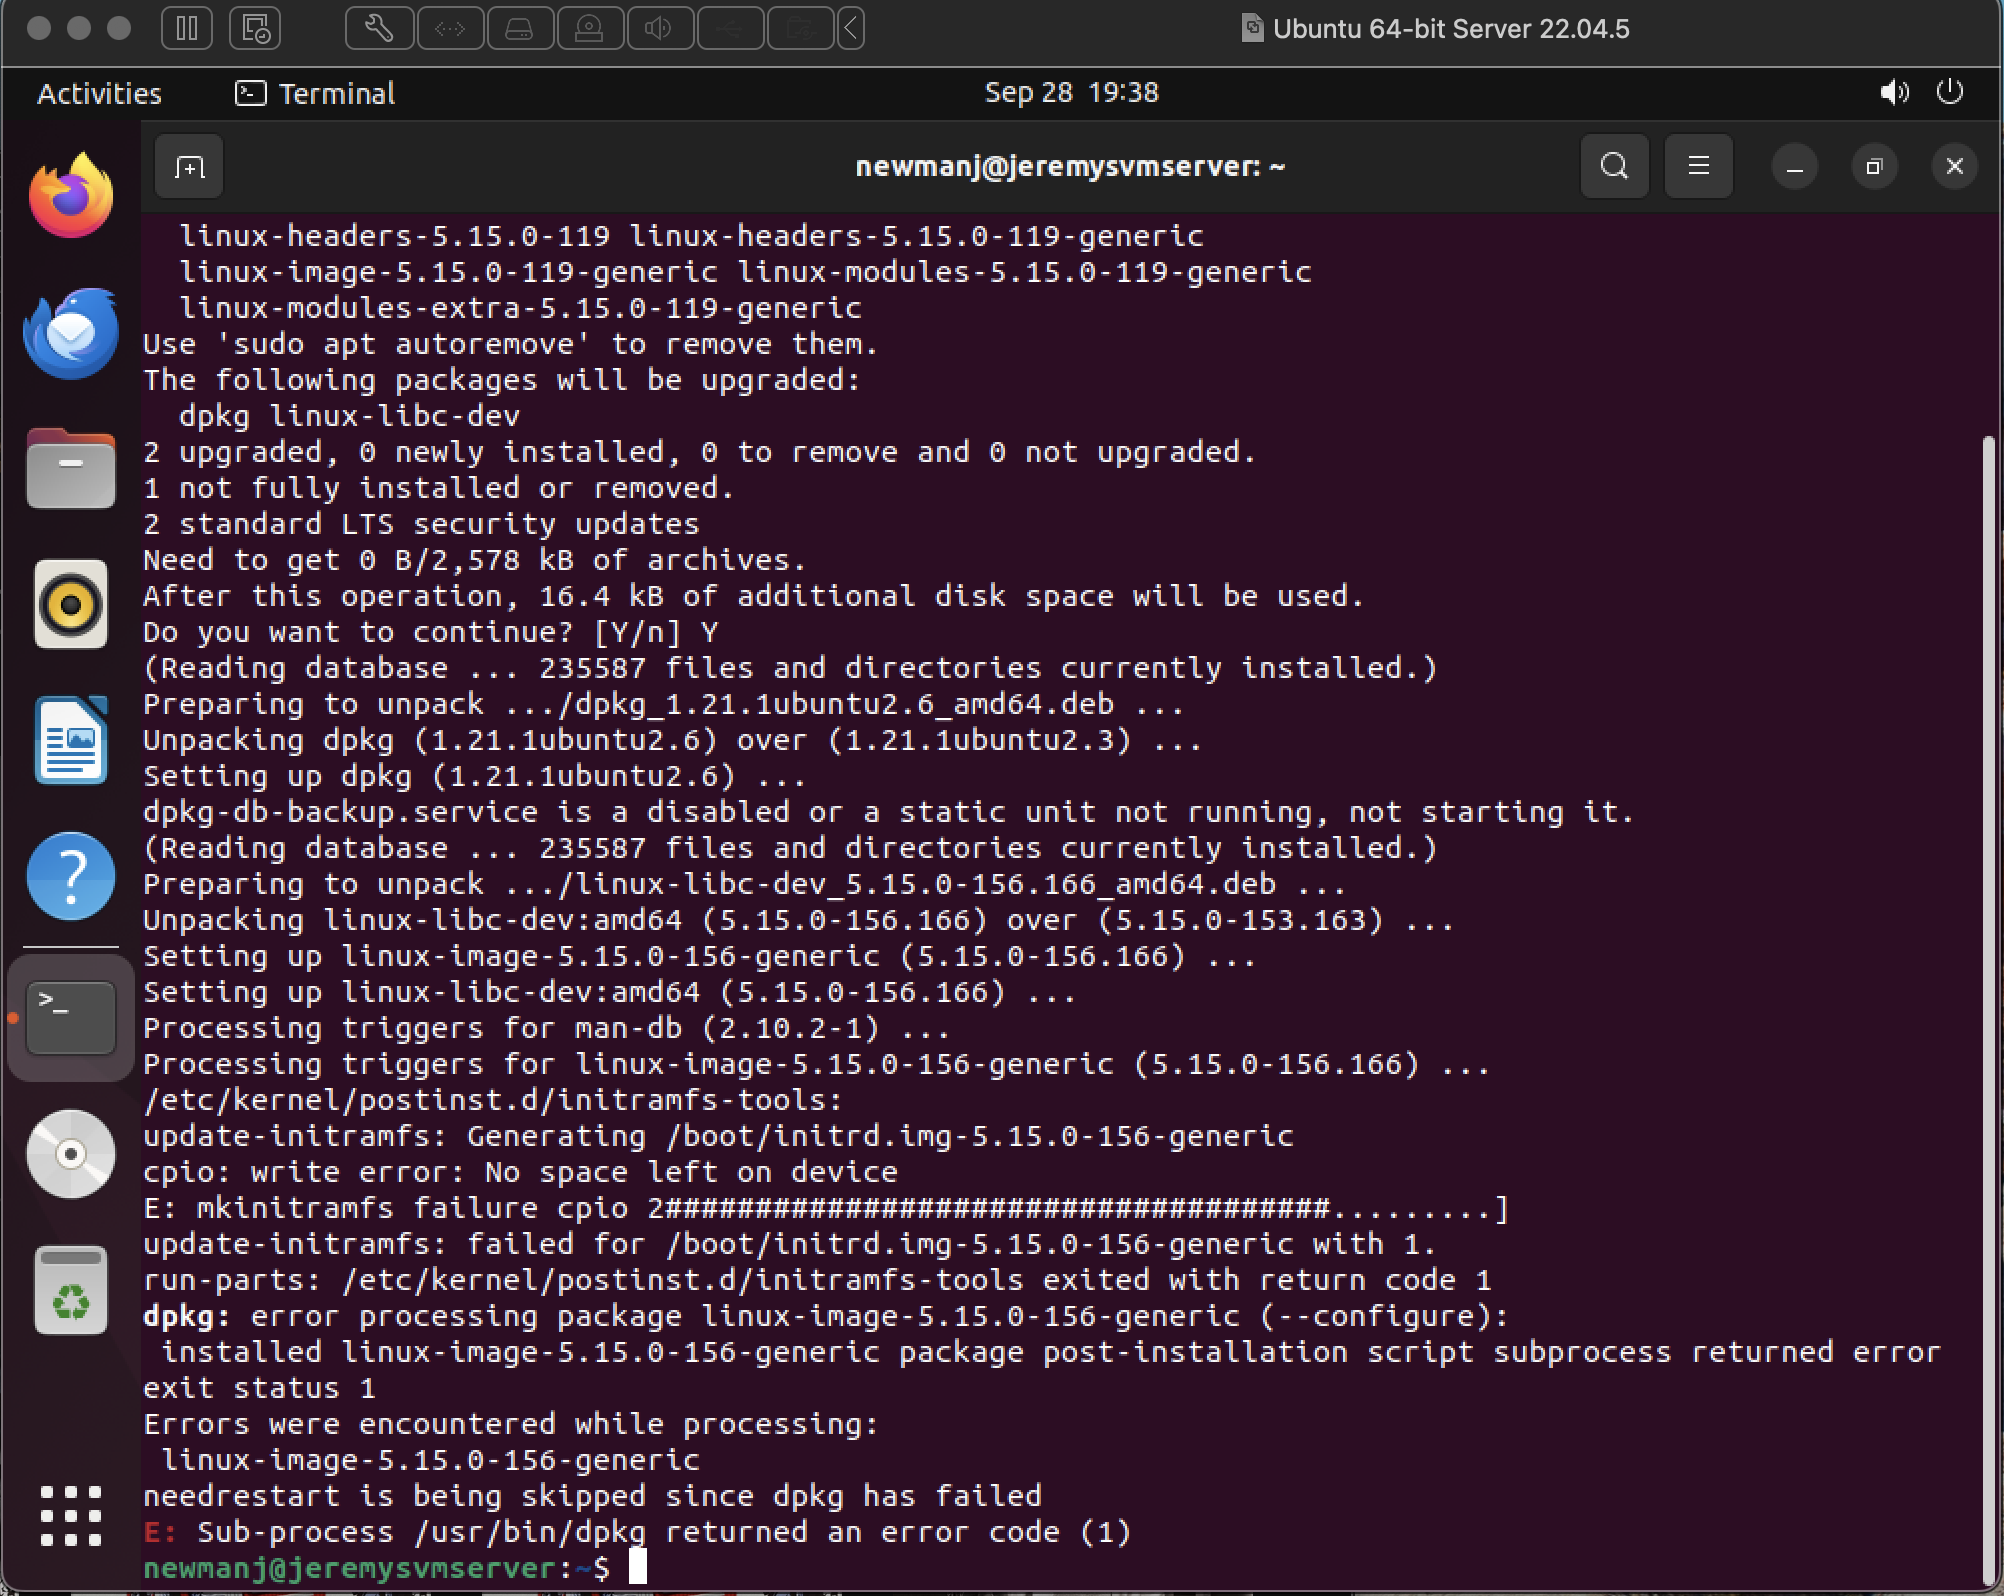 Ubuntu 64-bit Server 22.04.5
Activities Terminal Sep 28 19:38
newmanj@jeremysvmserver: ~
linux-headers-5.15.0-119 linux-headers-5.15.0-119-generic
linux-image-5.15.0-119-generic linux-modules-5.15.0-119-generic
linux-modules-extra-5.15.0-119-generic
Use 'sudo apt autoremove' to remove them.
The following packages will be upgraded:
dpkg linux-libc-dev
2 upgraded, 0 newly installed, 0 to remove and 0 not upgraded.
1 not fully installed or removed.
2 standard LTS security updates
Need to get 0 B/2,578 kB of archives.
After this operation, 16.4 kB of additional disk space will be used.
Do you want to continue? [Y/n] Y
(Reading database ... 235587 files and directories currently installed.)
Preparing to unpack .../dpkg_1.21.1ubuntu2.6_amd64.deb ...
Unpacking dpkg (1.21.1ubuntu2.6) over (1.21.1ubuntu2.3) ...
Setting up dpkg (1.21.1ubuntu2.6) ...
dpkg-db-backup.service is a disabled or a static unit not running, not starting it.
(Reading database ... 235587 files and directories currently installed.)
Preparing to unpack .../linux-libc-dev_5.15.0-156.166_amd64.deb ...
Unpacking linux-libc-dev:amd64 (5.15.0-156.166) over (5.15.0-153.163) ...
Setting up linux-image-5.15.0-156-generic (5.15.0-156.166) ...
Setting up linux-libc-dev:amd64 (5.15.0-156.166) ...
Processing triggers for man-db (2.10.2-1) ...
Processing triggers for linux-image-5.15.0-156-generic (5.15.0-156.166) ...
/etc/kernel/postinst.d/initramfs-tools:
update-initramfs: Generating /boot/initrd.img-5.15.0-156-generic
cpio: write error: No space left on device
E: mkinitramfs failure cpio 2#####################################.........]
update-initramfs: failed for /boot/initrd.img-5.15.0-156-generic with 1.
run-parts: /etc/kernel/postinst.d/initramfs-tools exited with return code 1
dpkg: error processing package linux-image-5.15.0-156-generic (--configure):
installed linux-image-5.15.0-156-generic package post-installation script subprocess returned error
exit status 1
Errors were encountered while processing:
linux-image-5.15.0-156-generic
needrestart is being skipped since dpkg has failed
E: Sub-process /usr/bin/dpkg returned an error code (1)
newmanj@jeremysvmserver:~$